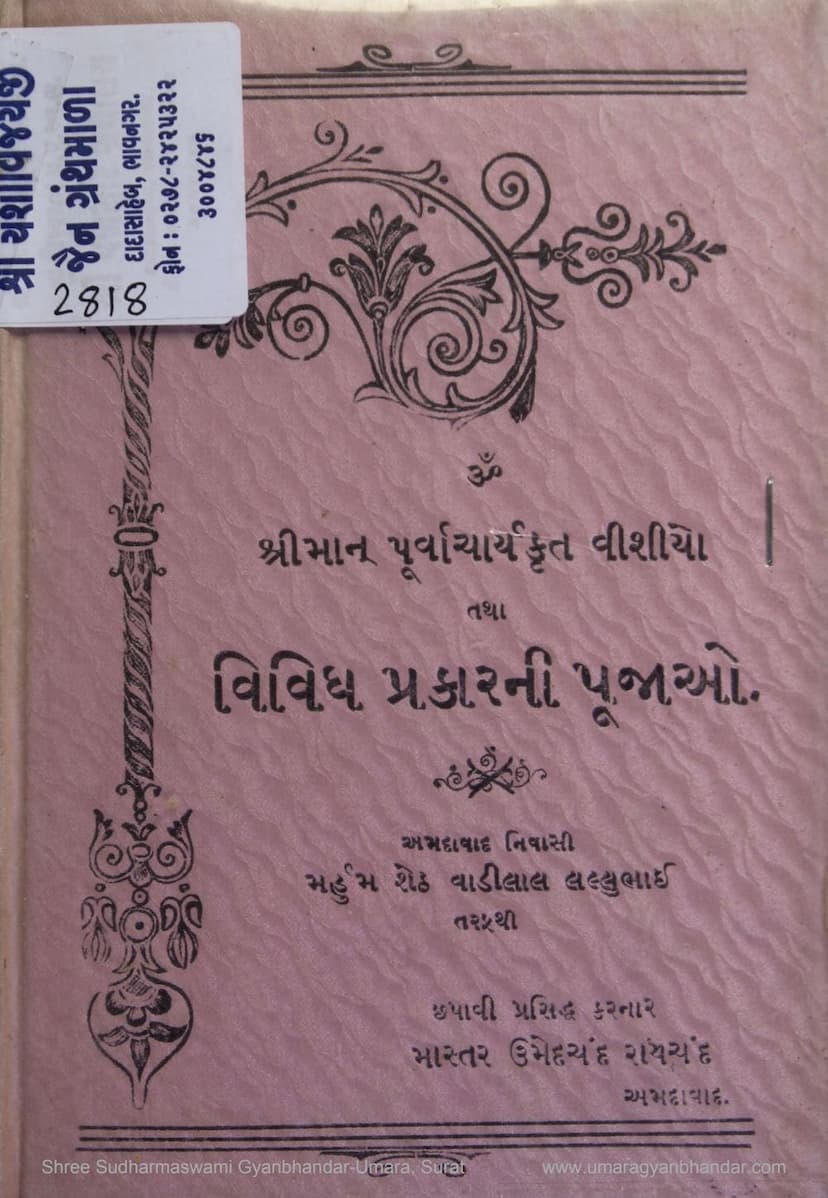 શ્રી યશોવિજયજી
જૈન ગ્રંથમાળા
દાદાસાહેબ, ભાવનગર.
ફોન : ૦૨૭૮-૨૪૨૫૩૨૨
૩૦૦૪૮૪૬
2818
ૐ
શ્રીમાન્ પૂર્વાચાર્યકૃત વીશીયો
તથા
વિવિધ પ્રકારની પૂજાઓ.
અમદાવાદ નિવાસી
મર્હુમ શેઠ વાડીલાલ લલ્લુભાઈ
તરફથી
છપાવી પ્રસિદ્ધ કરનાર
માસ્તર ઉમેદચંદ રાયચંદ
અમદાવાદ.
Shree Sudharmaswami Gyanbhandar-Umara, Surat
www.umaragyanbhandar.com